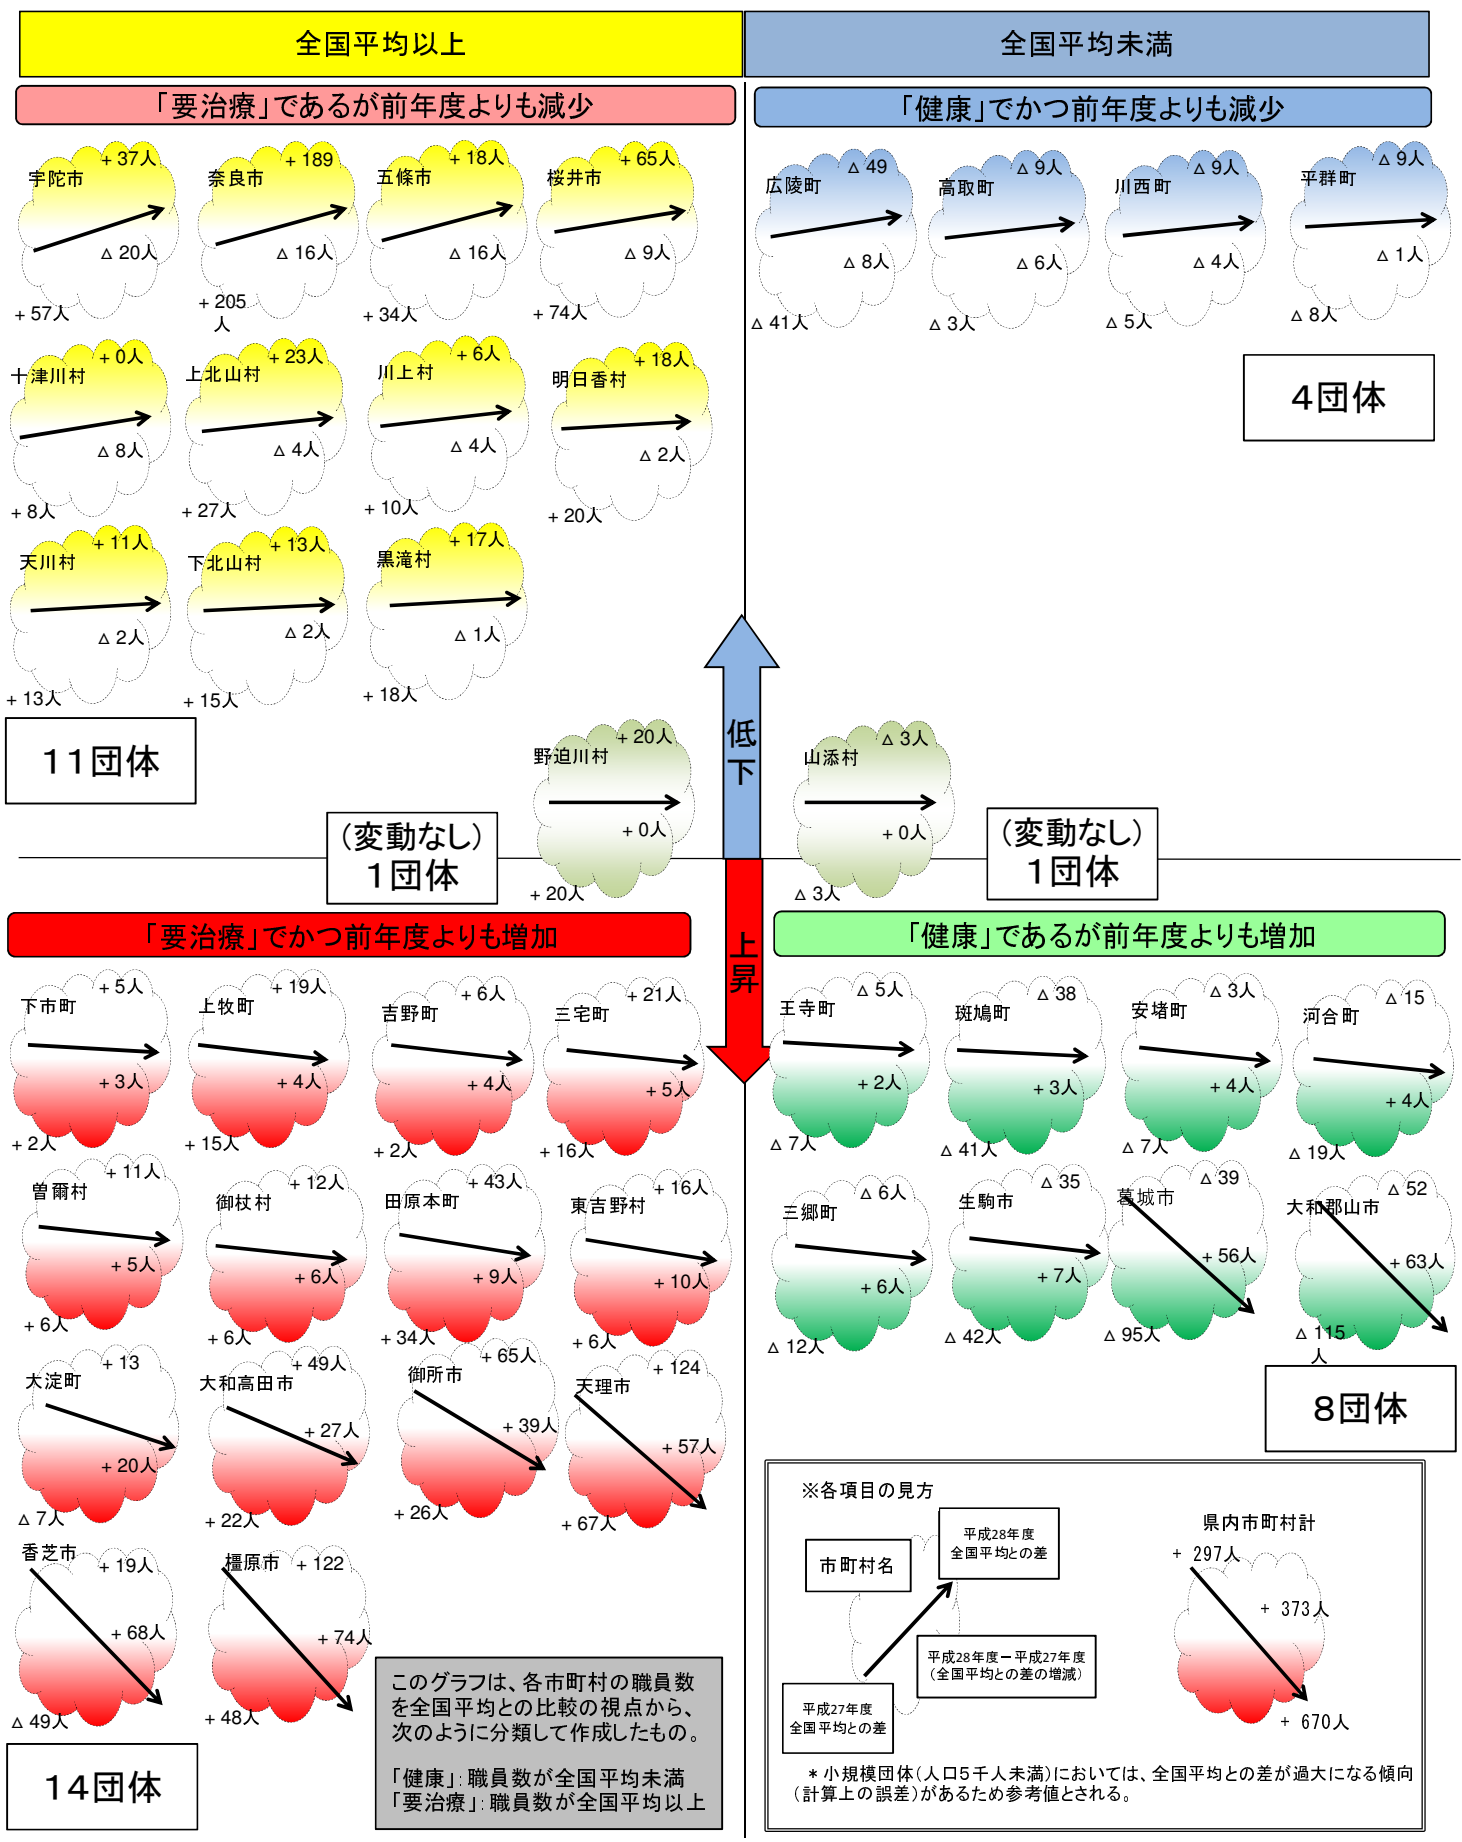 全国平均以上
全国平均未満
「要治療」であるが前年度よりも減少
「健康」でかつ前年度よりも減少
宇陀市
+ 37人
△ 20人
+ 57人
奈良市
+ 189
△ 16人
+ 205
人
五條市
+ 18人
△ 16人
+ 34人
桜井市
+ 65人
△ 9人
+ 74人
広陵町
△ 49
△ 8人
△ 41人
高取町
△ 9人
△ 6人
△ 3人
川西町
△ 9人
△ 4人
△ 5人
平群町
△ 9人
△ 1人
△ 8人
4団体
十津川村
+ 0人
△ 8人
+ 8人
上北山村
+ 23人
△ 4人
+ 27人
川上村
+ 6人
△ 4人
+ 10人
明日香村
+ 18人
△ 2人
+ 20人
天川村
+ 11人
△ 2人
+ 13人
下北山村
+ 13人
△ 2人
+ 15人
黒滝村
+ 17人
△ 1人
+ 18人
11団体
低
下
野迫川村
+ 20人
+ 0人
+ 20人
(変動なし)
1団体
山添村
△ 3人
+ 0人
△ 3人
(変動なし)
1団体
上
昇
「要治療」でかつ前年度よりも増加
「健康」であるが前年度よりも増加
下市町
+ 5人
+ 3人
+ 2人
上牧町
+ 19人
+ 4人
+ 15人
吉野町
+ 6人
+ 4人
+ 2人
三宅町
+ 21人
+ 5人
+ 16人
王寺町
△ 5人
+ 2人
△ 7人
斑鳩町
△ 38
+ 3人
△ 41人
安堵町
△ 3人
+ 4人
△ 7人
河合町
△ 15
+ 4人
△ 19人
曽爾村
+ 11人
+ 5人
+ 6人
御杖村
+ 12人
+ 6人
+ 6人
田原本町
+ 43人
+ 9人
+ 34人
東吉野村
+ 16人
+ 10人
+ 6人
三郷町
△ 6人
+ 6人
△ 12人
生駒市
△ 35
+ 7人
△ 42人
葛城市
△ 39
+ 56人
△ 95人
大和郡山市
△ 52
+ 63人
△ 115
人
8団体
大淀町
+ 13
+ 20人
△ 7人
大和高田市
+ 49人
+ 27人
+ 22人
御所市
+ 65人
+ 39人
+ 26人
天理市
+ 124
+ 57人
+ 67人
香芝市
+ 19人
+ 68人
△ 49人
橿原市
+ 122
+ 74人
+ 48人
14団体
このグラフは、各市町村の職員数
を全国平均との比較の視点から、
次のように分類して作成したもの。
「健康」：職員数が全国平均未満
「要治療」：職員数が全国平均以上
※各項目の見方
市町村名
平成28年度
全国平均との差
平成28年度－平成27年度
(全国平均との差の増減)
平成27年度
全国平均との差
県内市町村計
+ 297人
+ 373人
+ 670人
＊小規模団体(人口5千人未満)においては、全国平均との差が過大になる傾向
(計算上の誤差)があるため参考値とされる。